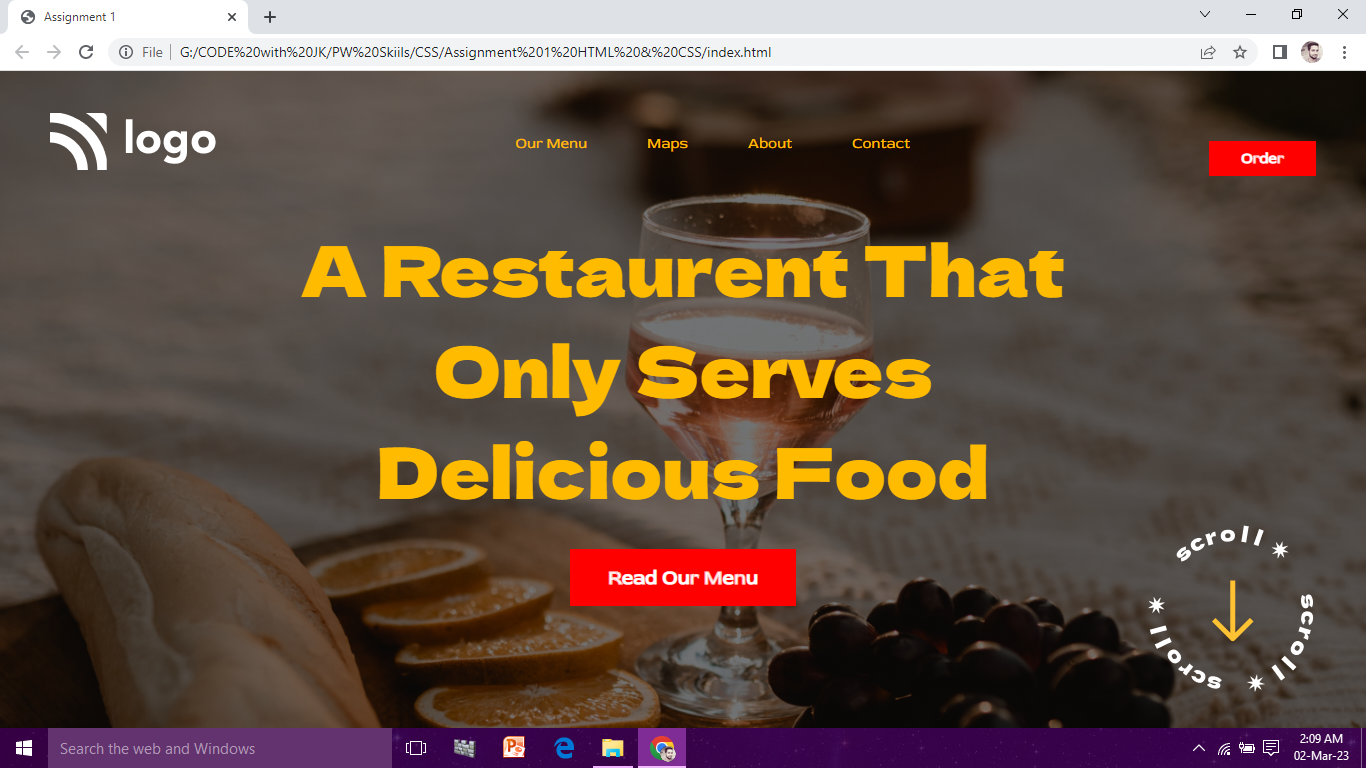 Assignment 1
File
G:/CODE%20with%20JK/PW%20Skiils/CSS/Assignment%201%20HTML%20&%20CSS/index.html
logo
Our Menu Maps About Contact
Order
A Restaurent That
Only Serves
Delicious Food
Read Our Menu
scroll
scroll
scroll
Search the web and Windows
2:09 AM
02-Mar-23